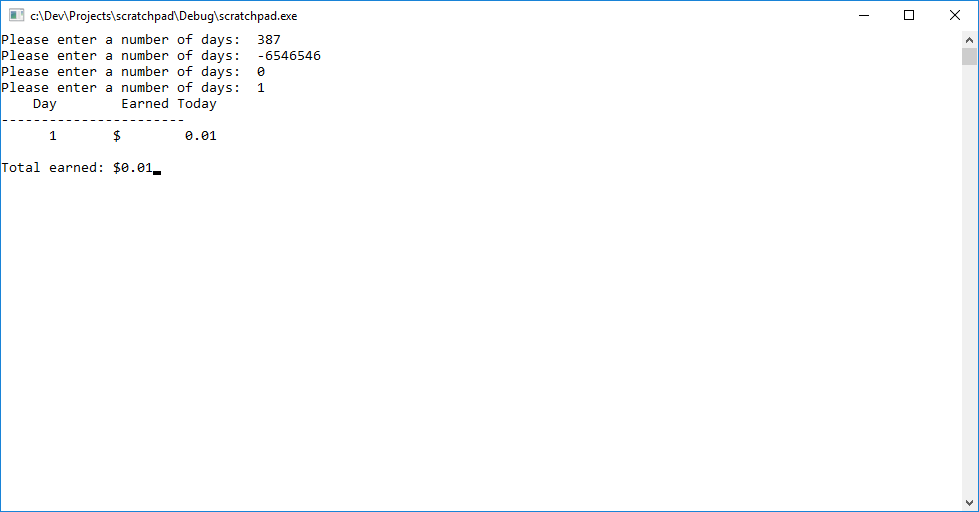 c:\Dev\Projects\scratchpad\Debug\scratchpad.exe
Please enter a number of days:  387
Please enter a number of days:  -6546546
Please enter a number of days:  0
Please enter a number of days:  1
    Day        Earned Today
-----------------------
      1       $        0.01

Total earned: $0.01